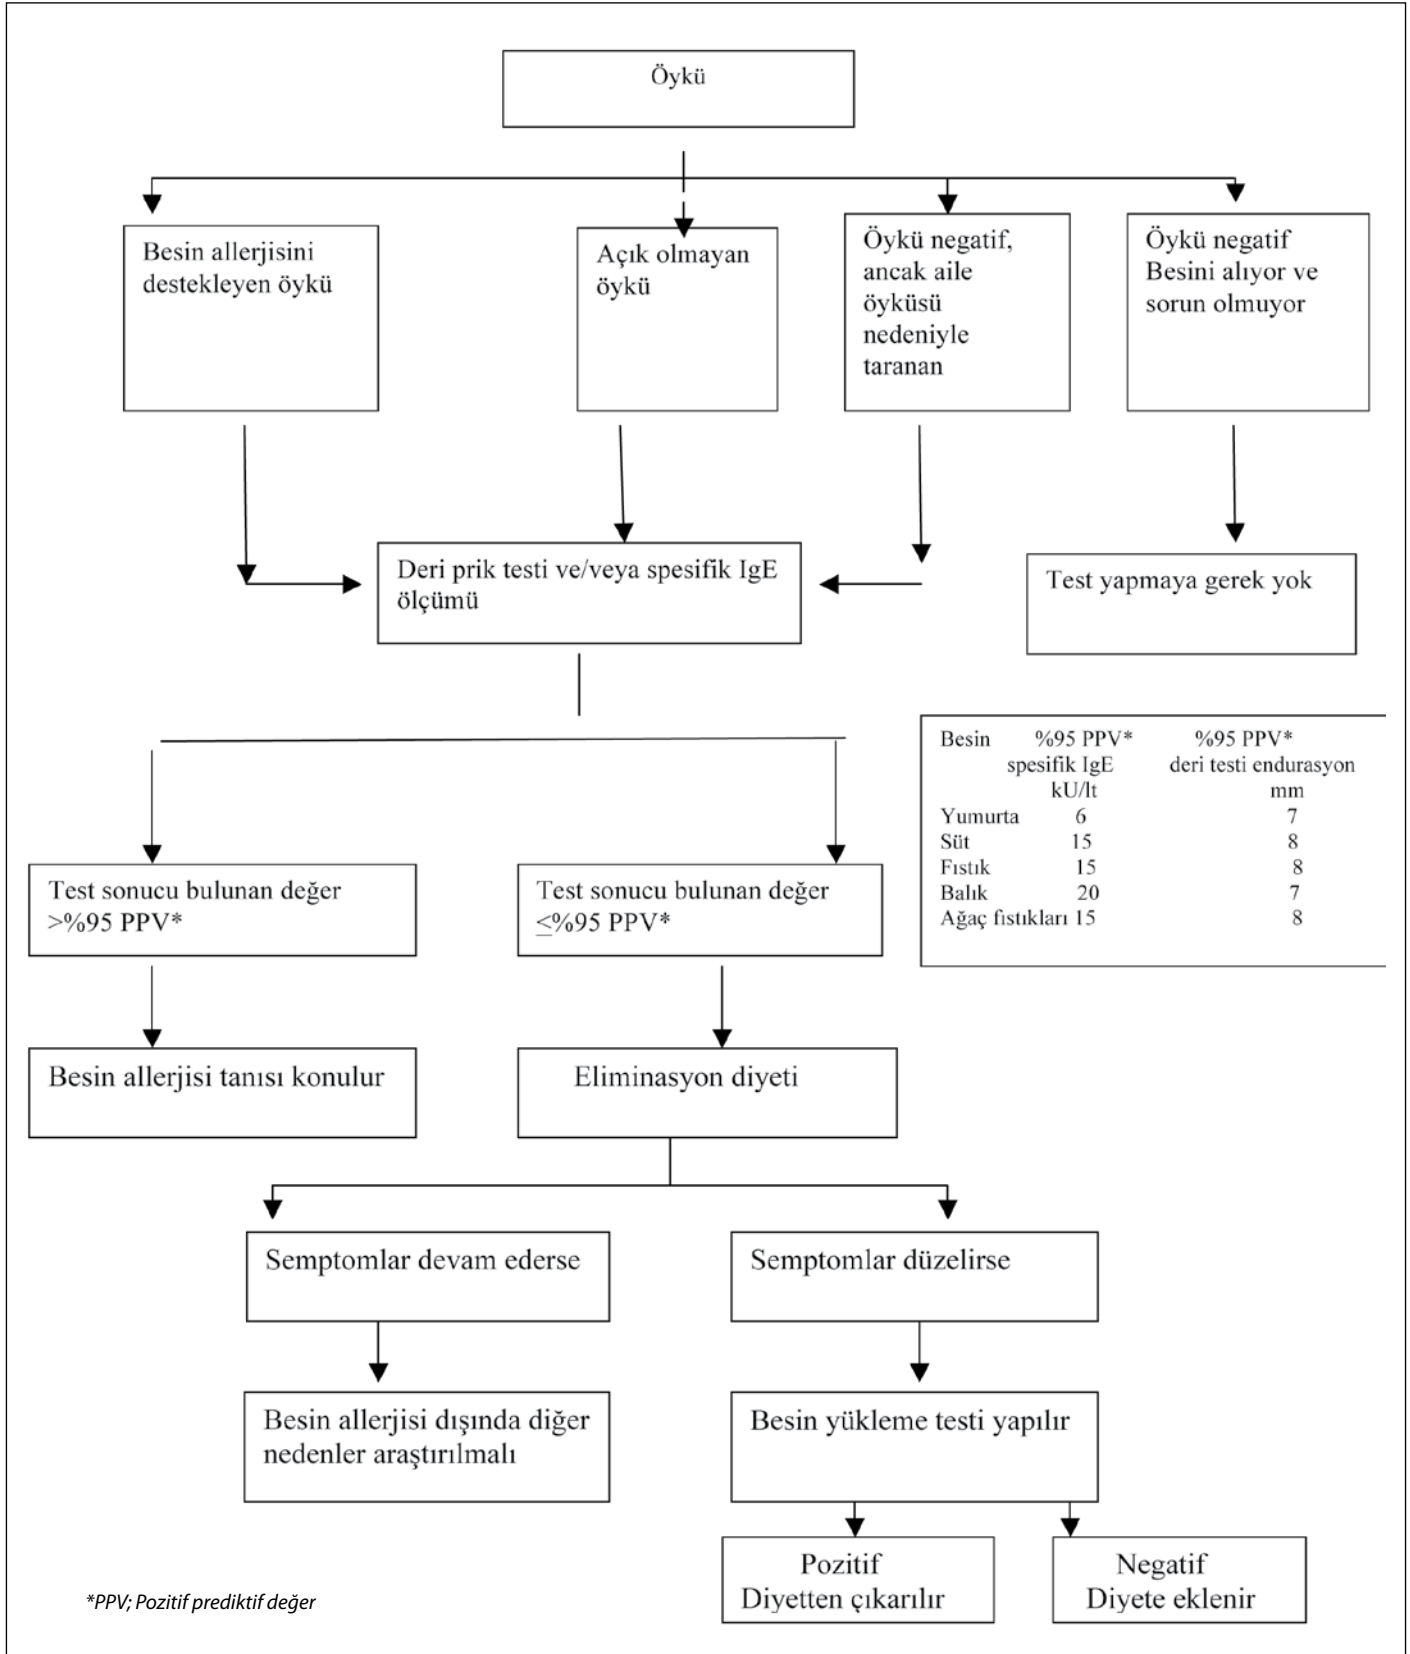 Öykü
Besin allerjisini
destekleyen öykü
Açık olmayan
öykü
Öykü negatif,
ancak aile
öyküsü
nedeniyle
taranan
Öykü negatif
Besini alıyor ve
sorun olmuyor
Deri prik testi ve/veya spesifik IgE
ölçümü
Test yapmaya gerek yok
Besin %95 PPV* %95 PPV*
spesifik IgE deri testi endurasyon
kU/lt mm
Yumurta 6 7
Süt 15 8
Fıstık 15 8
Balık 20 7
Ağaç fıstıkları 15 8
Test sonucu bulunan değer
>%95 PPV*
Test sonucu bulunan değer
≤%95 PPV*
Besin allerjisi tanısı konulur
Eliminasyon diyeti
Semptomlar devam ederse
Semptomlar düzelirse
Besin allerjisi dışında diğer
nedenler araştırılmalı
Besin yükleme testi yapılır
Pozitif
Diyetten çıkarılır
Negatif
Diyete eklenir
*PPV; Pozitif prediktif değer